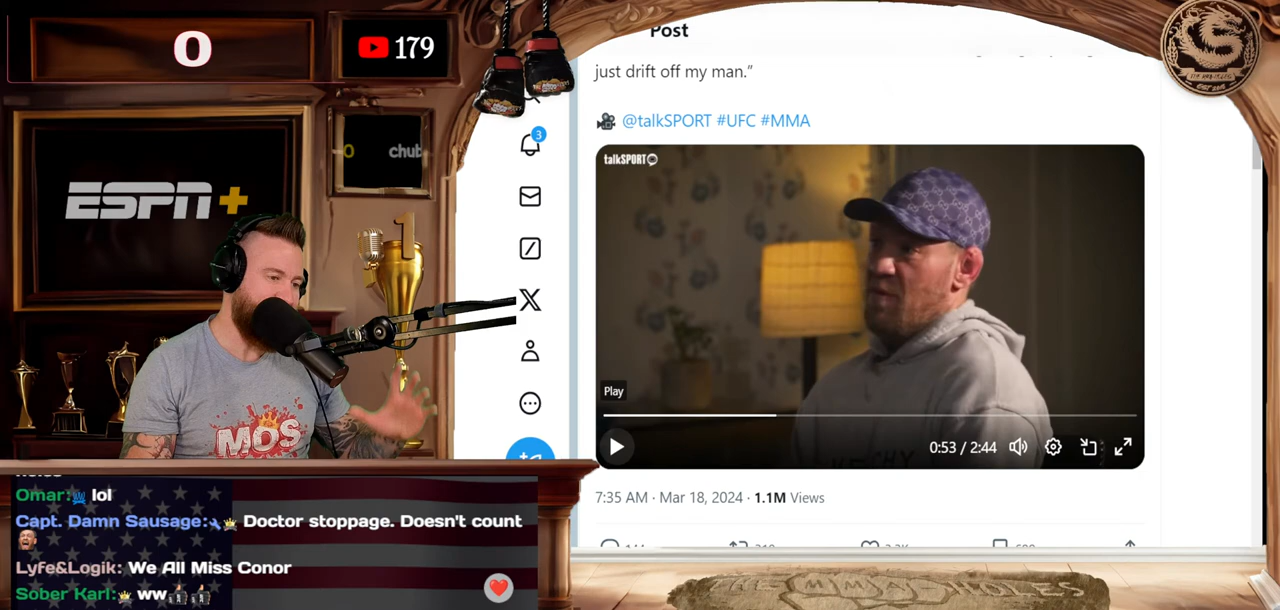 0
179
ESPN+
chub
MOS
1
3
Post
just drift off my man.”
@talkSPORT #UFC #MMA
talkSPORT
Play
0:53 / 2:44
7:35 AM · Mar 18, 2024 · 1.1M Views
Omar: lol
Capt. Damn Sausage: Doctor stoppage. Doesn't count
Lyfe&Logik: We All Miss Conor
Sober Karl: ww
THE MMA HOLES